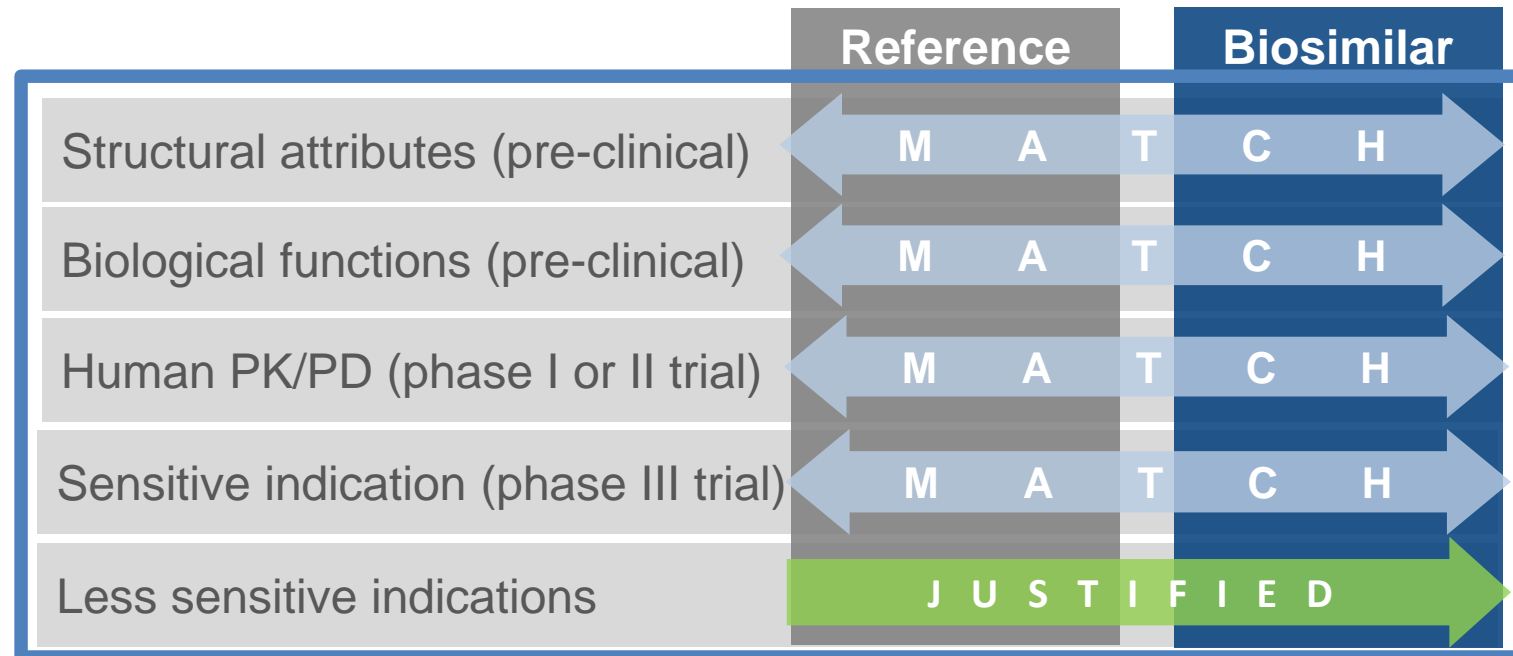 Reference Biosimilar
Structural attributes (pre-clinical) M A T C H
Biological functions (pre-clinical) M A T C H
Human PK/PD (phase I or II trial) M A T C H
Sensitive indication (phase III trial) M A T C H
Less sensitive indications J U S T I F I E D